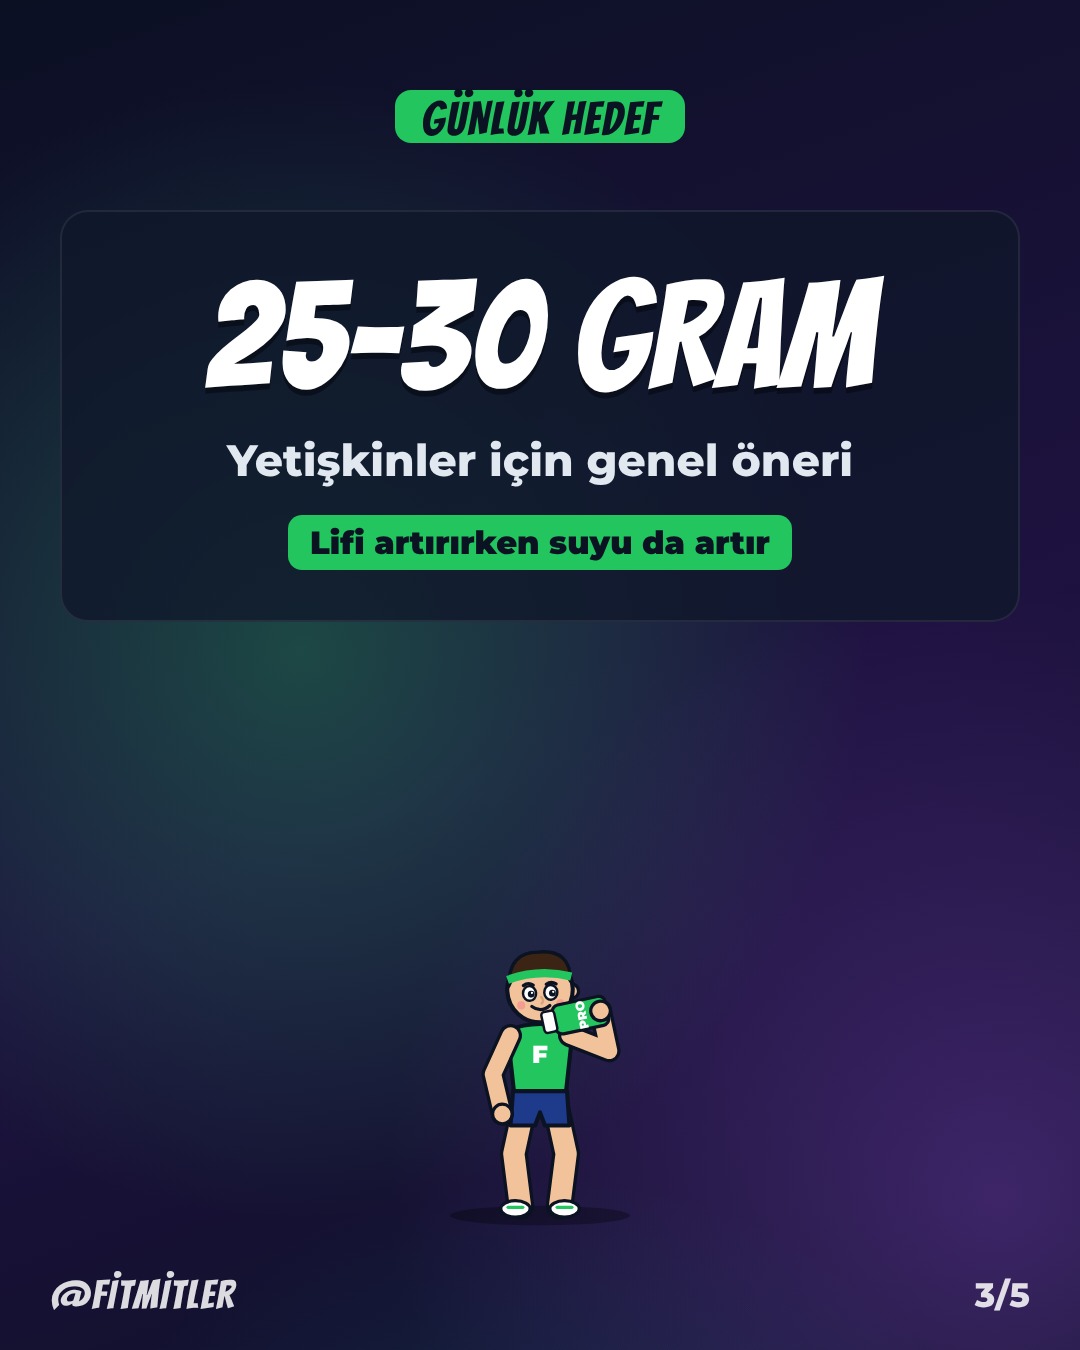 GÜNLÜK HEDEF
25-30 GRAM
Yetişkinler için genel öneri
Lifi artırırken suyu da artır
PRO
F
@FİTMİTLER
3/5